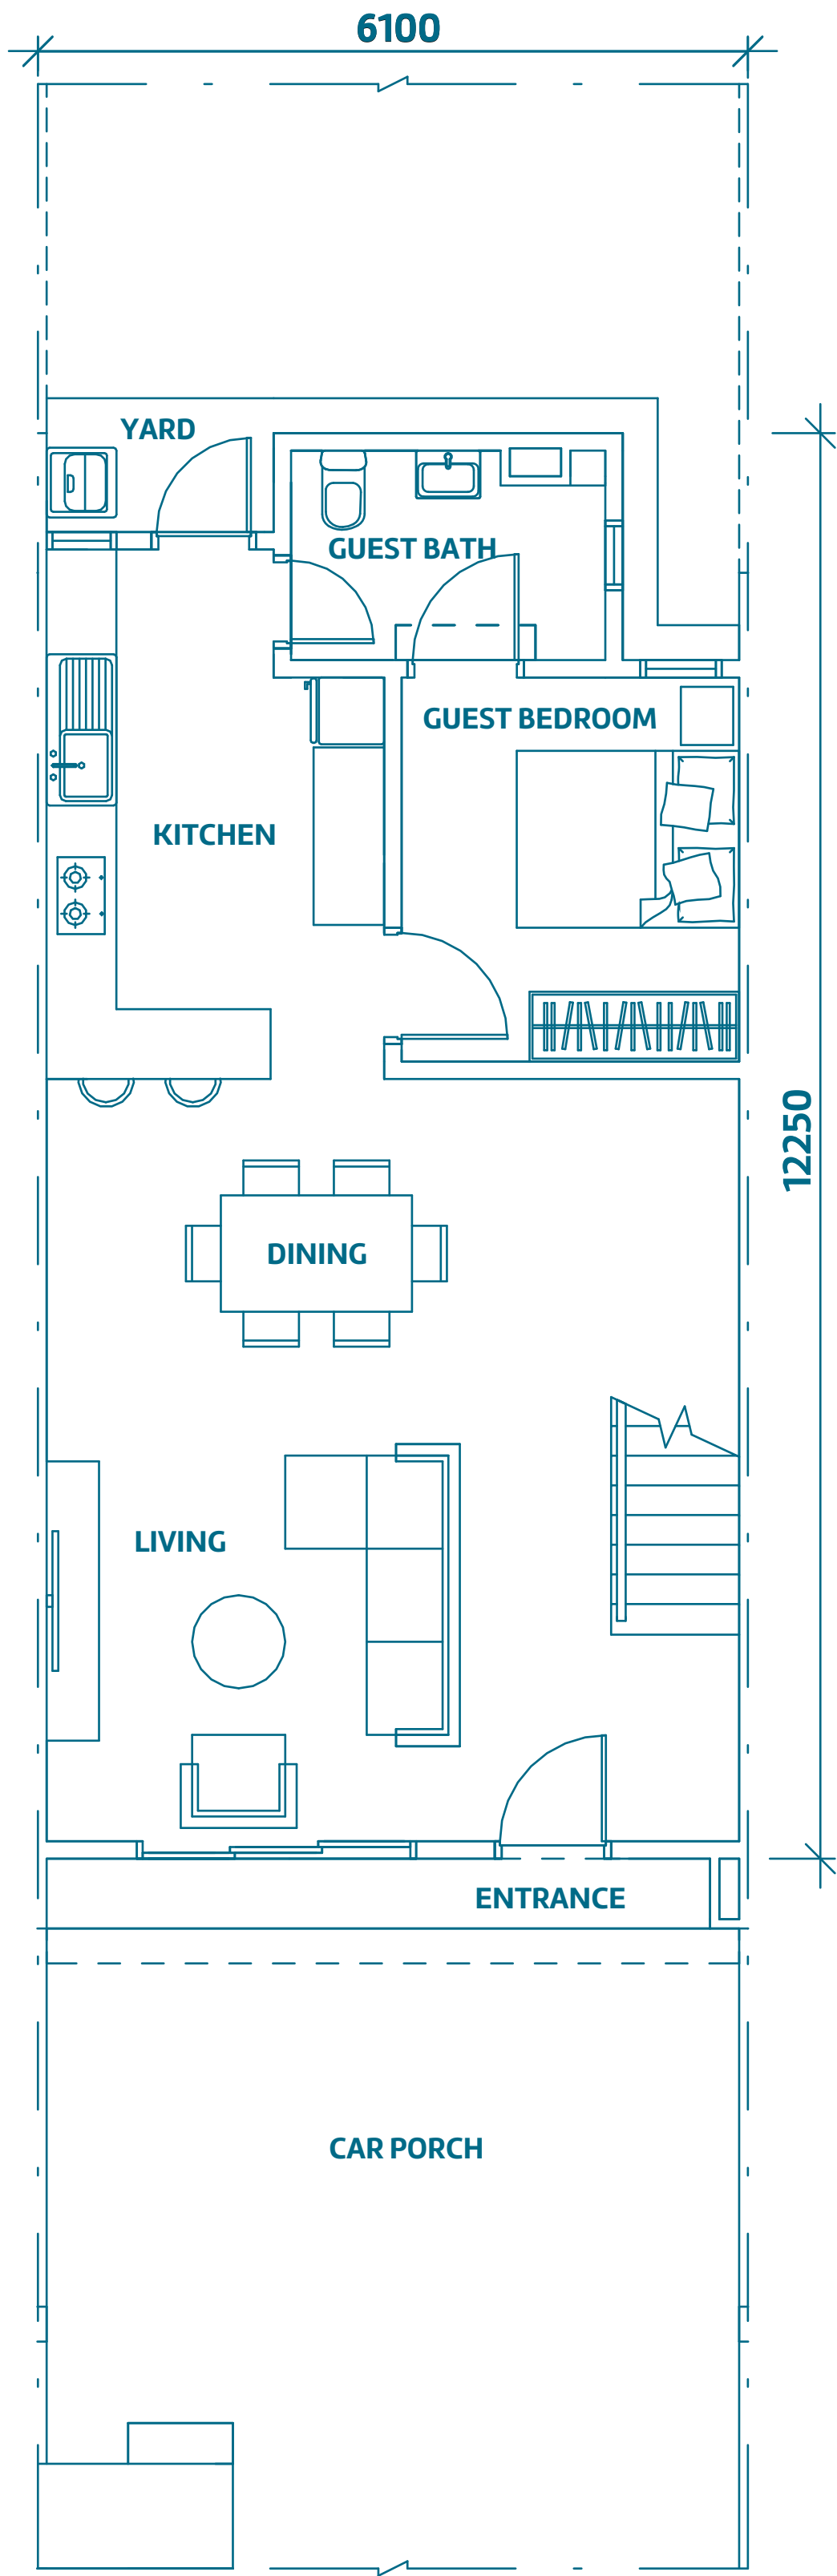 6100
YARD
GUEST BATH
GUEST BEDROOM
KITCHEN
12250
DINING
LIVING
ENTRANCE
CAR PORCH